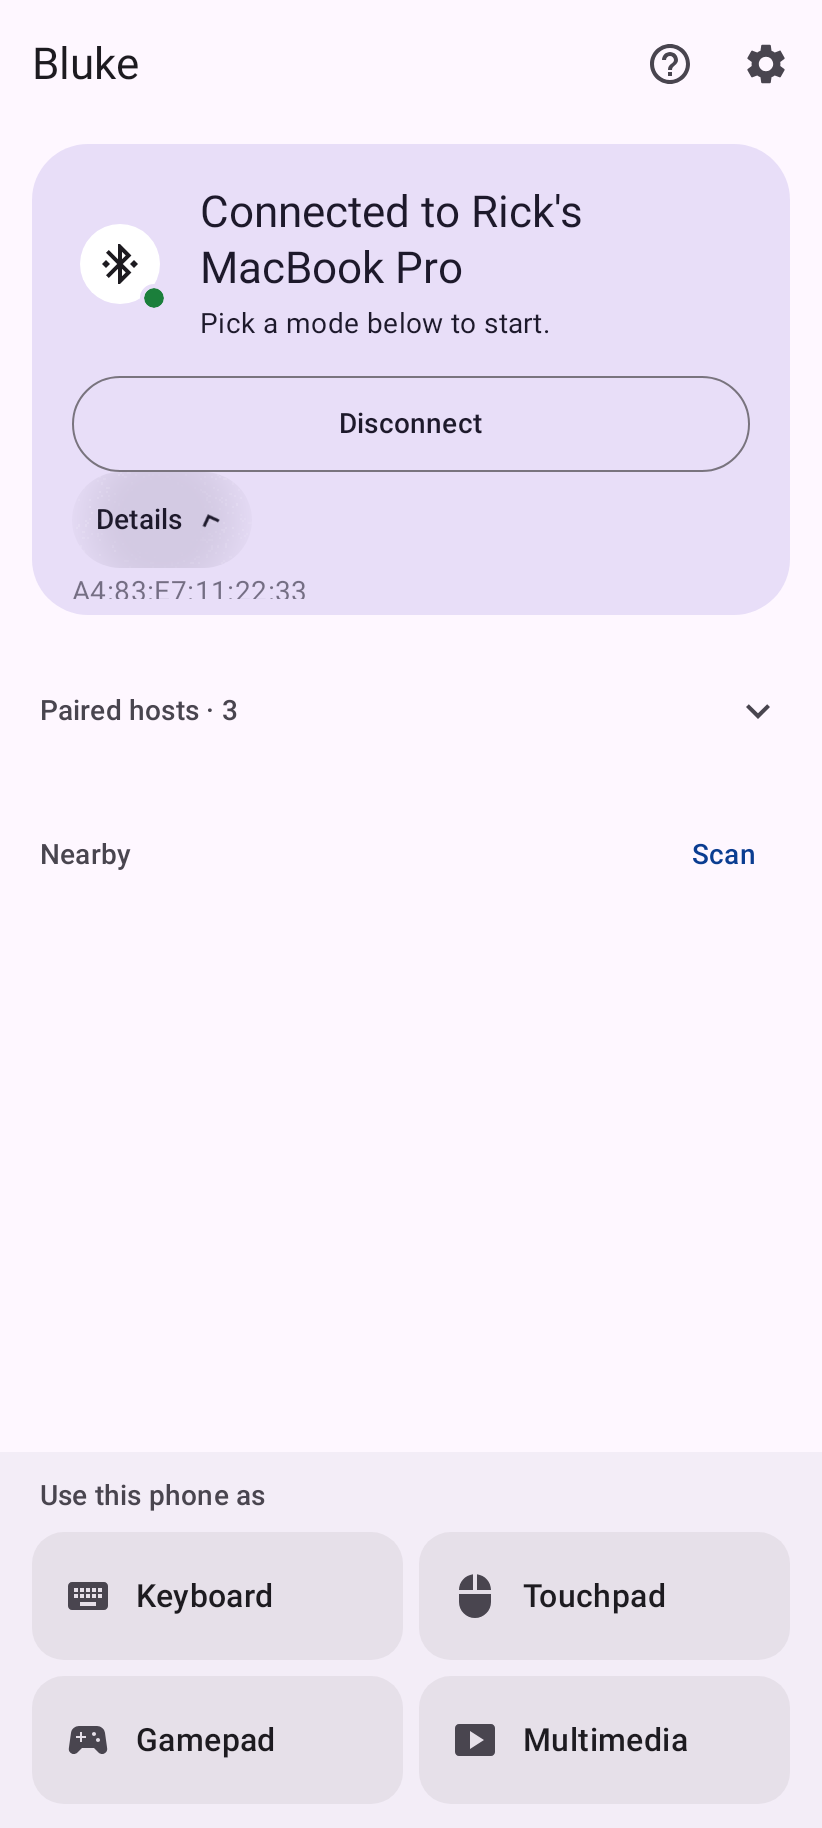 Bluke
Connected to Rick's
MacBook Pro
Pick a mode below to start.
Disconnect
Details
A4:83:E7:11:22:33
Paired hosts · 3
Nearby
Scan
Use this phone as
Keyboard
Touchpad
Gamepad
Multimedia